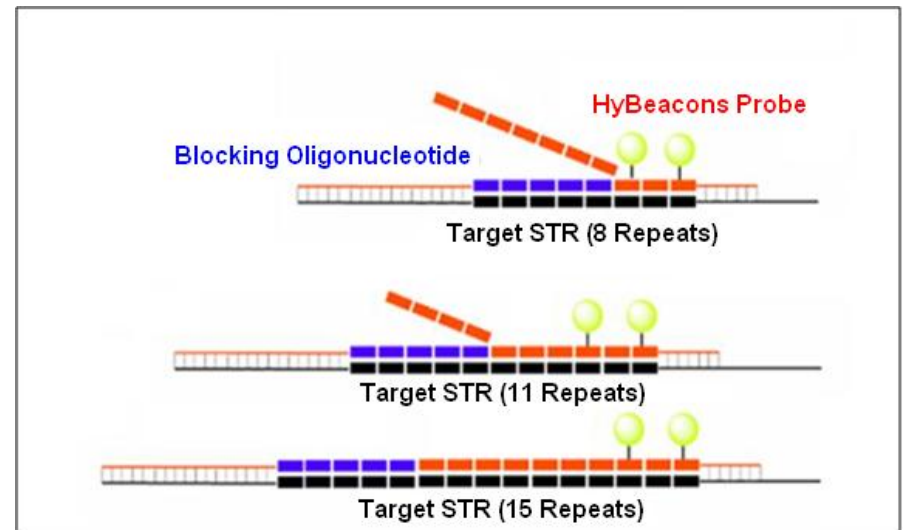 HyBeacons Probe
Blocking Oligonucleotide
Target STR (8 Repeats)
Target STR (11 Repeats)
Target STR (15 Repeats)